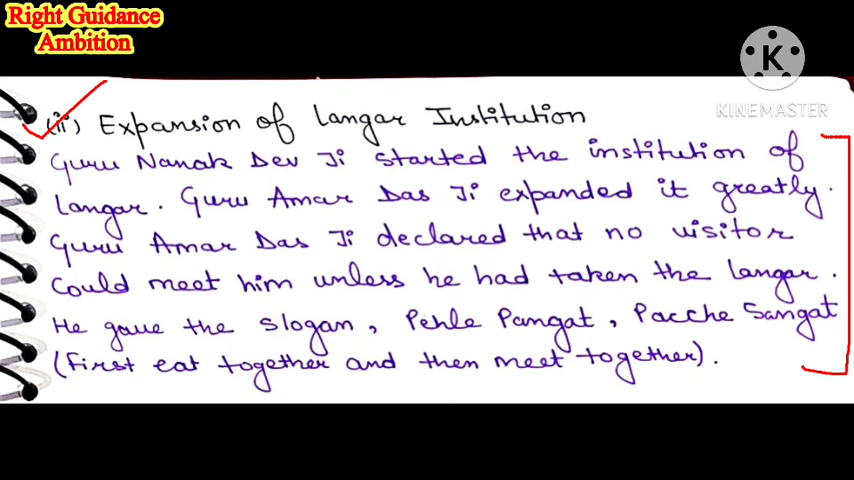 Right Guidance
Ambition
K
KINEMASTER
(ii) Expansion of Langar Institution
Guru Nanak Dev Ji started the institution of
Langar. Guru Amar Das Ji expanded it greatly.
Guru Amar Das Ji declared that no visitor
Could meet him unless he had taken the langar.
He gave the slogan, Pehle Pangat, Pacche Sangat
(First eat together and then meet together).